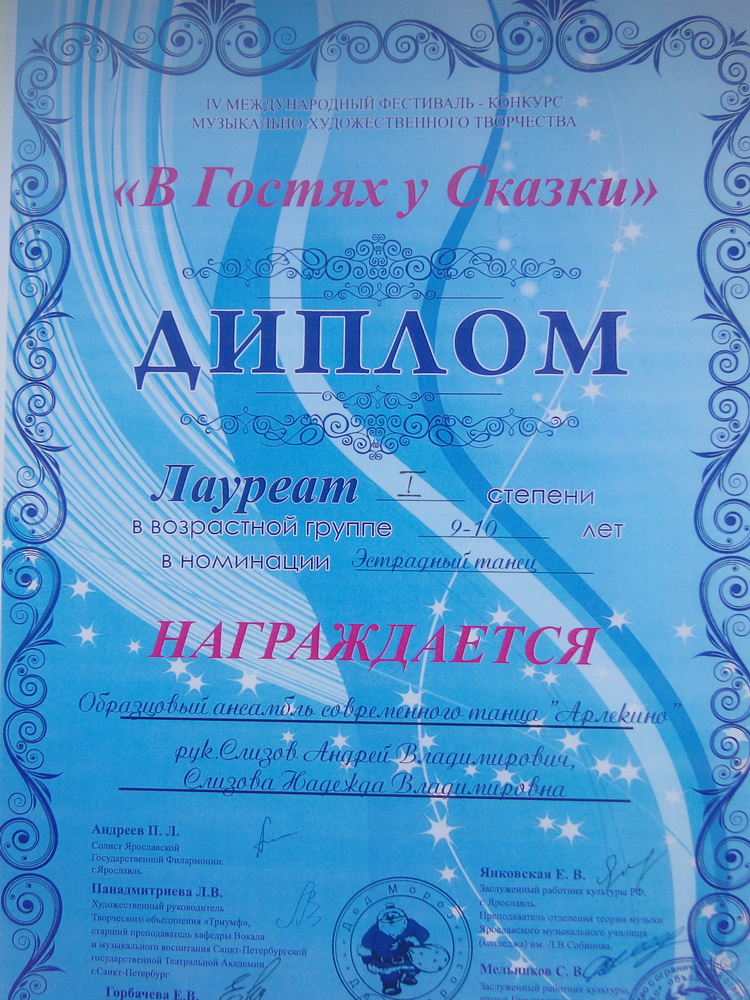 IV МЕЖДУНАРОДНЫЙ ФЕСТИВАЛЬ - КОНКУРС
МУЗЫКАЛЬНО-ХУДОЖЕСТВЕННОГО ТВОРЧЕСТВА
«В Гостях у Сказки»
ДИПЛОМ
Лауреат I степени
в возрастной группе 9-10 лет
в номинации Эстрадный танец
НАГРАЖДАЕТСЯ
Образцовый ансамбль современного танца "Арлекино"
рук.Слизов Андрей Владимирович,
Слизова Надежда Владимировна
Андреев П. Л.
Солист Ярославской
Государственной Филармонии.
г.Ярославль
Панадмитриева Л.В.
Художественный руководитель
Творческого объединения «Триумф»,
старший преподаватель кафедры Вокала
и музыкального воспитания Санкт-Петербургской
государственной Театральной Академии
г.Санкт-Петербург
Горбачева Е.В.
Дед Мороз
Янковская Е. В.
Заслуженный работник культуры РФ
г. Ярославль.
Преподаватель отделения теории музыки
Ярославского музыкального училища
(колледжа) им. Л.В.Собинова.
Мельников С. В.
Заслуженный работник культуры,